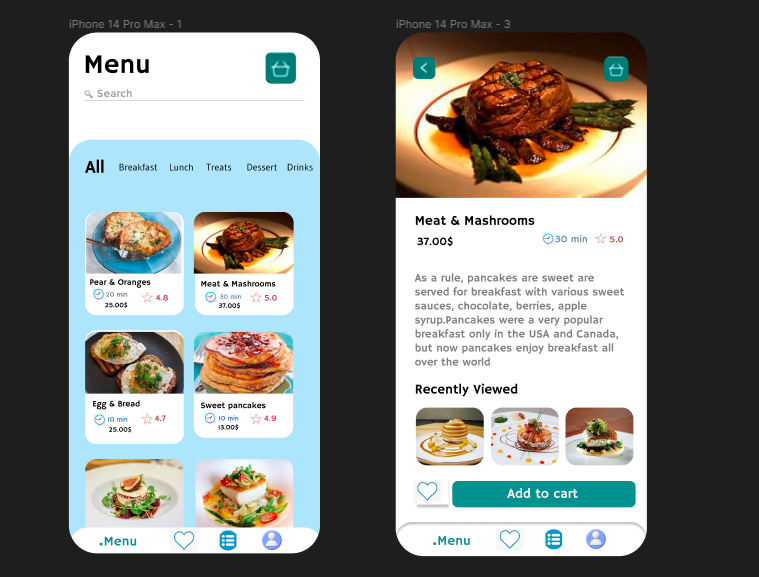 iPhone 14 Pro Max - 1
Menu
Search
All Breakfast Lunch Treats Dessert Drinks
Pear & Oranges
20 min 4.8
25.00$
Meat & Mashrooms
30 min 5.0
37.00$
Egg & Bread
10 min 4.7
25.00$
Sweet pancakes
10 min 4.9
13.00$
.Menu
iPhone 14 Pro Max - 3
Meat & Mashrooms
37.00$ 30 min 5.0
As a rule, pancakes are sweet are
served for breakfast with various sweet
sauces, chocolate, berries, apple
syrup.Pancakes were a very popular
breakfast only in the USA and Canada,
but now pancakes enjoy breakfast all
over the world
Recently Viewed
Add to cart
.Menu